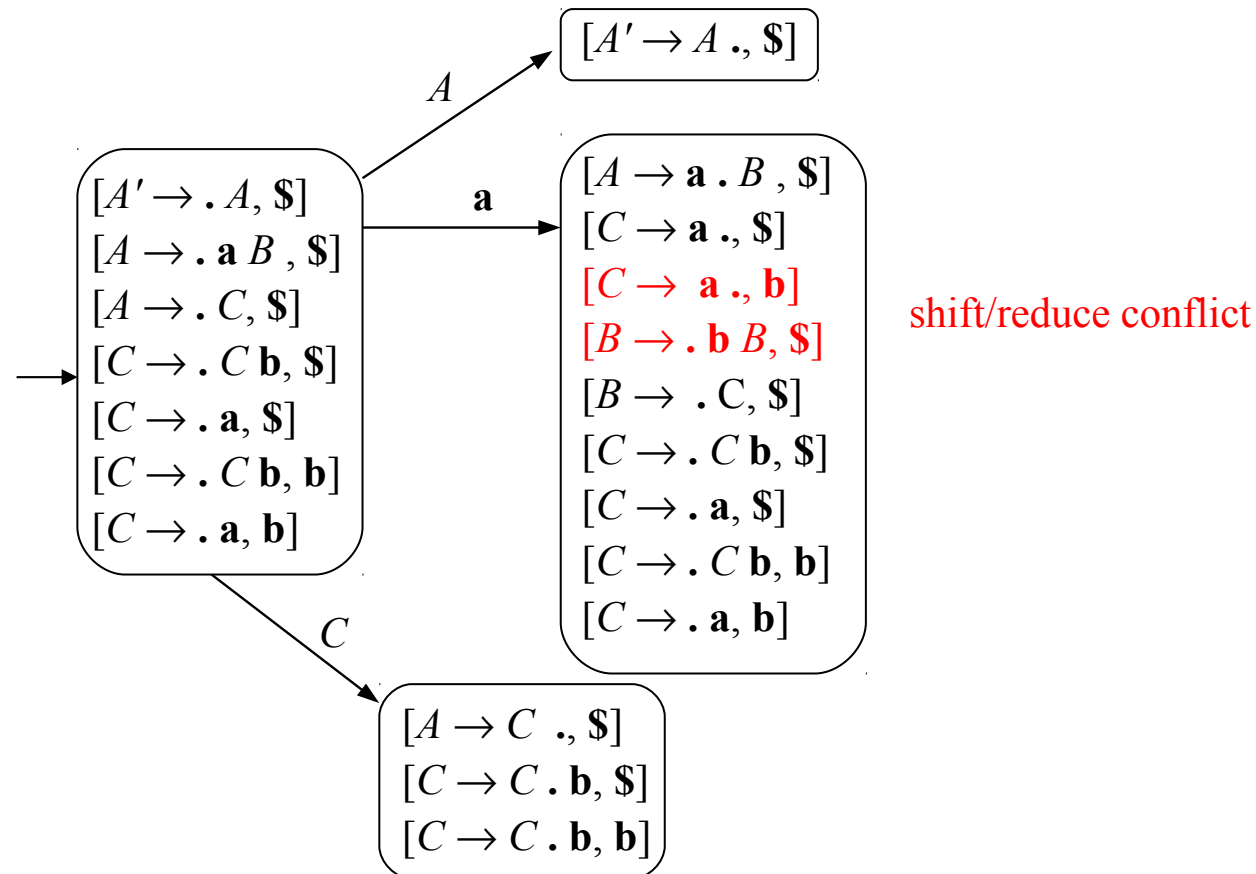 [A′ → A ., $]
A
[A′ → . A, $]
[A → . a B , $]
[A → . C, $]
[C → . C b, $]
[C → . a, $]
[C → . C b, b]
[C → . a, b]
a
[A → a . B , $]
[C → a ., $]
[C → a ., b]
[B → . b B, $]
[B → . C, $]
[C → . C b, $]
[C → . a, $]
[C → . C b, b]
[C → . a, b]
shift/reduce conflict
C
[A → C ., $]
[C → C . b, $]
[C → C . b, b]